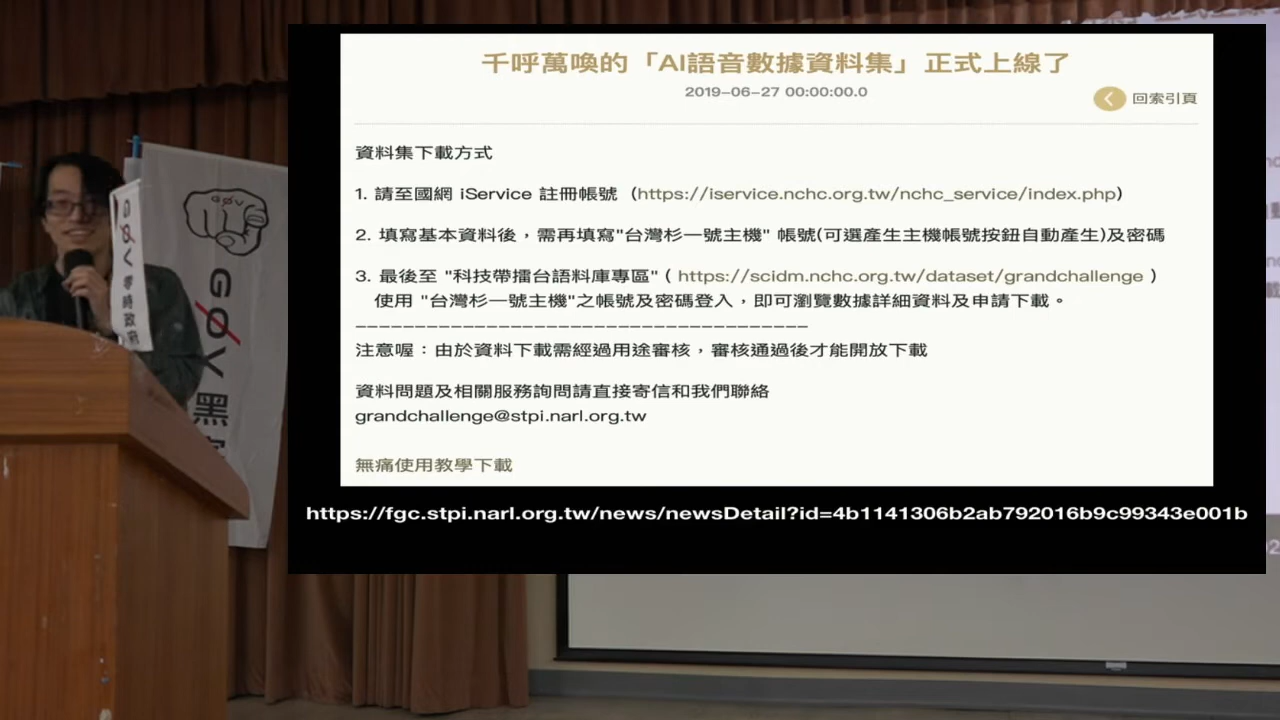 千呼萬喚的「AI語音數據資料集」正式上線了
2019-06-27 00:00:00.0
回索引頁
資料集下載方式
1. 請至國網 iService 註冊帳號（https://iservice.nchc.org.tw/nchc_service/index.php）
2. 填寫基本資料後，需再填寫"台灣杉一號主機" 帳號(可選產生主機帳號按鈕自動產生)及密碼
3. 最後至 "科技帶擂台語料庫專區"（ https://scidm.nchc.org.tw/dataset/grandchallenge ）
使用 "台灣杉一號主機"之帳號及密碼登入，即可瀏覽數據詳細資料及申請下載。
--------------------------------------
注意喔：由於資料下載需經過用途審核，審核通過後才能開放下載
資料問題及相關服務詢問請直接寄信和我們聯絡
grandchallenge@stpi.narl.org.tw
無痛使用教學下載
https://fgc.stpi.narl.org.tw/news/newsDetail?id=4b1141306b2ab792016b9c99343e001b
GOV
G0V 零時政府
G0V黑客